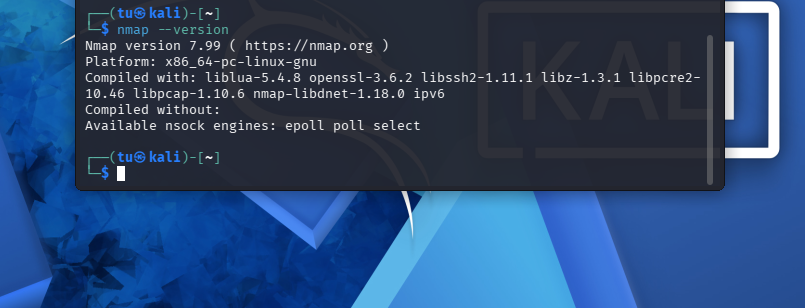 ┌──(tu㉿kali)-[~]
└─$ nmap --version
Nmap version 7.99 ( https://nmap.org )
Platform: x86_64-pc-linux-gnu
Compiled with: liblua-5.4.8 openssl-3.6.2 libssh2-1.11.1 libz-1.3.1 libpcre2-
10.46 libpcap-1.10.6 nmap-libdnet-1.18.0 ipv6
Compiled without:
Available nsock engines: epoll poll select
┌──(tu㉿kali)-[~]
└─$
KALI